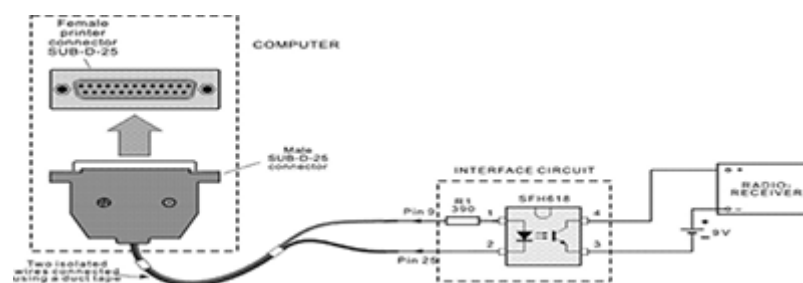 Female
printer
connector
SUB-D-25
COMPUTER
Male
SUB-D-25
connector
INTERFACE CIRCUIT
SFH618
R1
390
Pin 9
1
4
2
3
Pin 25
+
RADIO-
RECEIVER
–
+
9V
–
Two isolated
wires connected
using a duct tape